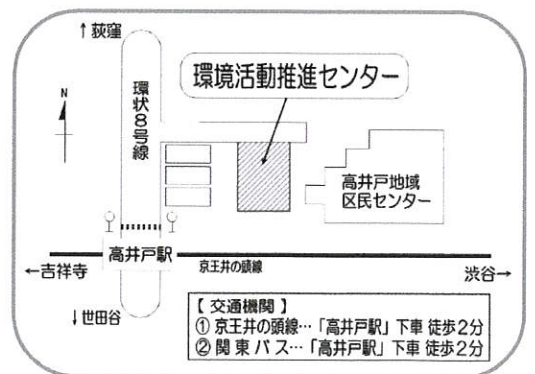 ↑荻窪
環境活動推進センター
N
環状8号線
高井戸地域
区民センター
高井戸駅
←吉祥寺
京王井の頭線
渋谷→
↓世田谷
【 交通機関 】
① 京王井の頭線…「高井戸駅」下車 徒歩2分
② 関東バス…「高井戸駅」下車 徒歩2分